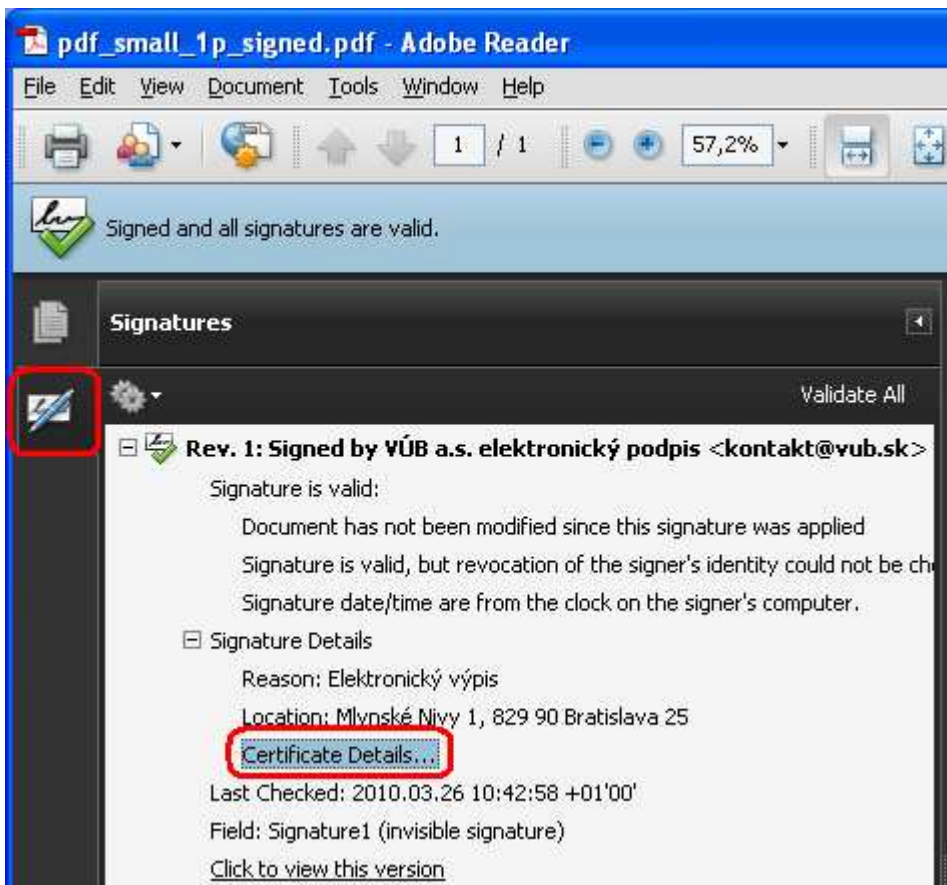 pdf_small_1p_signed.pdf - Adobe Reader
File Edit View Document Tools Window Help
1 / 1 57,2%
Signed and all signatures are valid.
Signatures
Validate All
Rev. 1: Signed by VÚB a.s. elektronický podpis <kontakt@vub.sk>
Signature is valid:
Document has not been modified since this signature was applied
Signature is valid, but revocation of the signer's identity could not be che
Signature date/time are from the clock on the signer's computer.
Signature Details
Reason: Elektronický výpis
Location: Mlynské Nivy 1, 829 90 Bratislava 25
Certificate Details...
Last Checked: 2010.03.26 10:42:58 +01'00'
Field: Signature1 (invisible signature)
Click to view this version